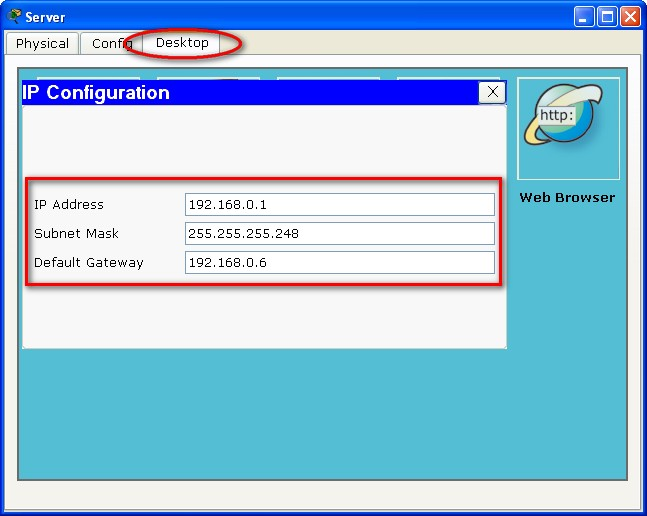 Server
Physical Config Desktop
IP Configuration X
http:
IP Address 192.168.0.1
Web Browser
Subnet Mask 255.255.255.248
Default Gateway 192.168.0.6